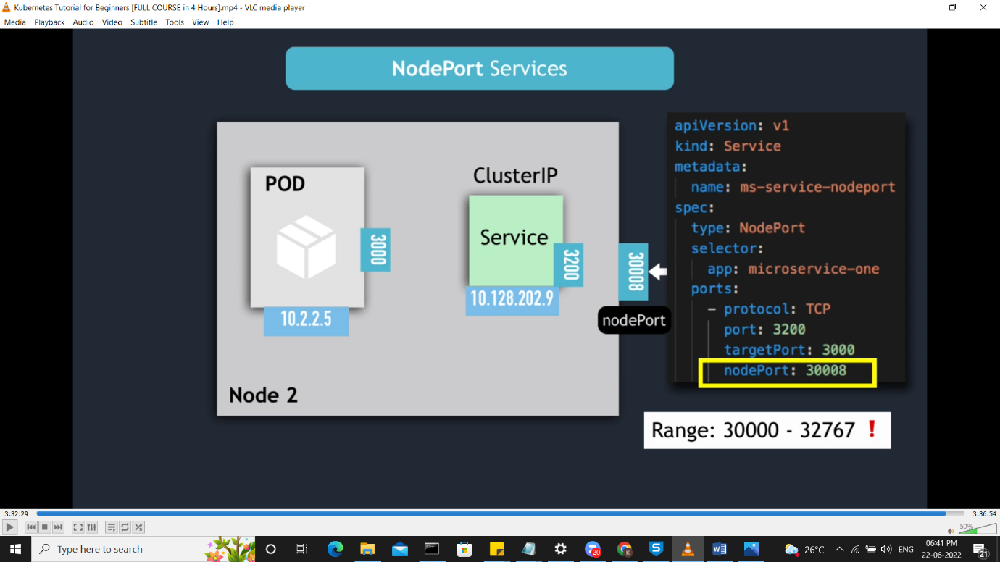 Kubernetes Tutorial for Beginners [FULL COURSE in 4 Hours].mp4 - VLC media player
Media Playback Audio Video Subtitle Tools View Help
NodePort Services
POD
3000
10.2.2.5
ClusterIP
Service
3200
10.128.202.9
30008
nodePort
Node 2
apiVersion: v1
kind: Service
metadata:
name: ms-service-nodeport
spec:
type: NodePort
selector:
app: microservice-one
ports:
- protocol: TCP
port: 3200
targetPort: 3000
nodePort: 30008
Range: 30000 - 32767 !
3:32:29
3:36:54
59%
Type here to search
20
26°C
ENG
06:41 PM
22-06-2022
21